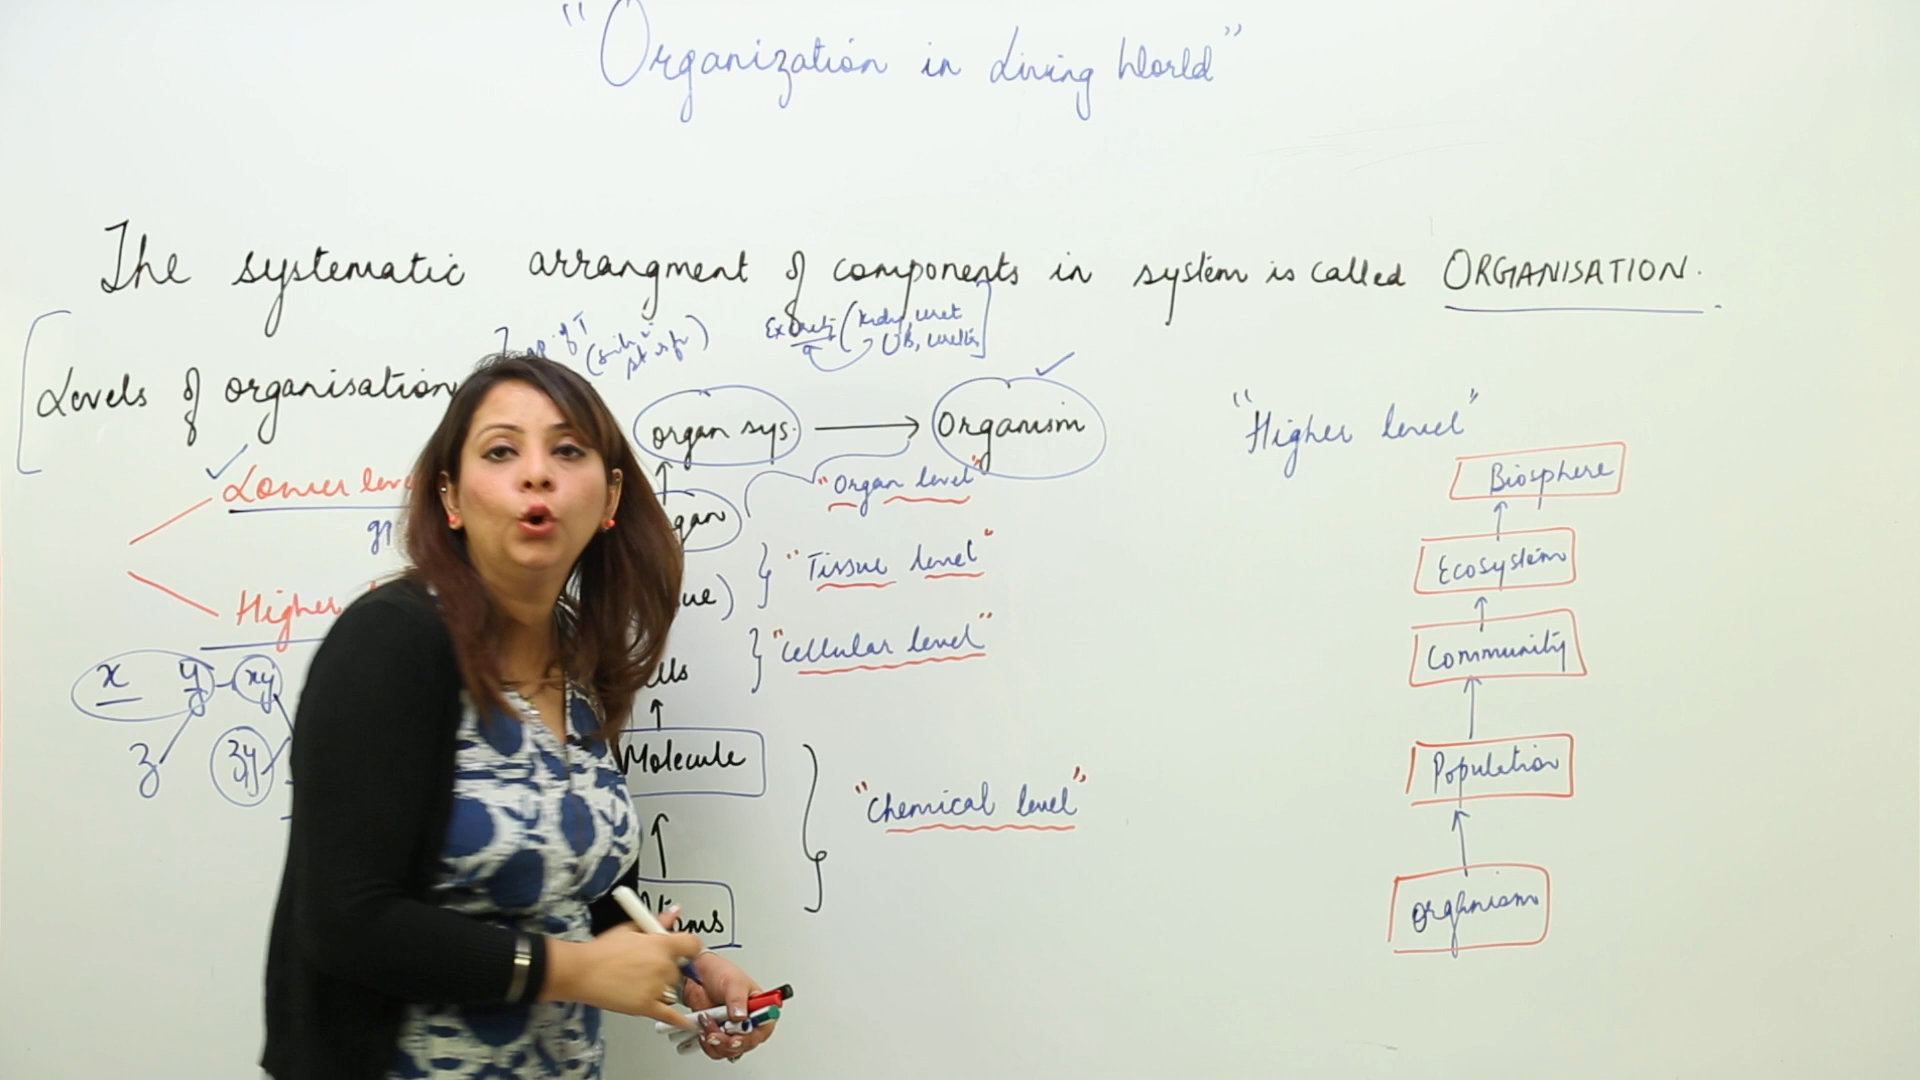 "Organization in Living World"
The systematic arrangment of components in system is called ORGANISATION.
Levels of organisation
organ sys. → Organism
"Higher level"
Lower
"Organ level"
Biosphere
"Tissue level"
Ecosystem
Higher
"Cellular level"
Community
x y - xy
z zy
Molecule
Population
"Chemical level"
Organism